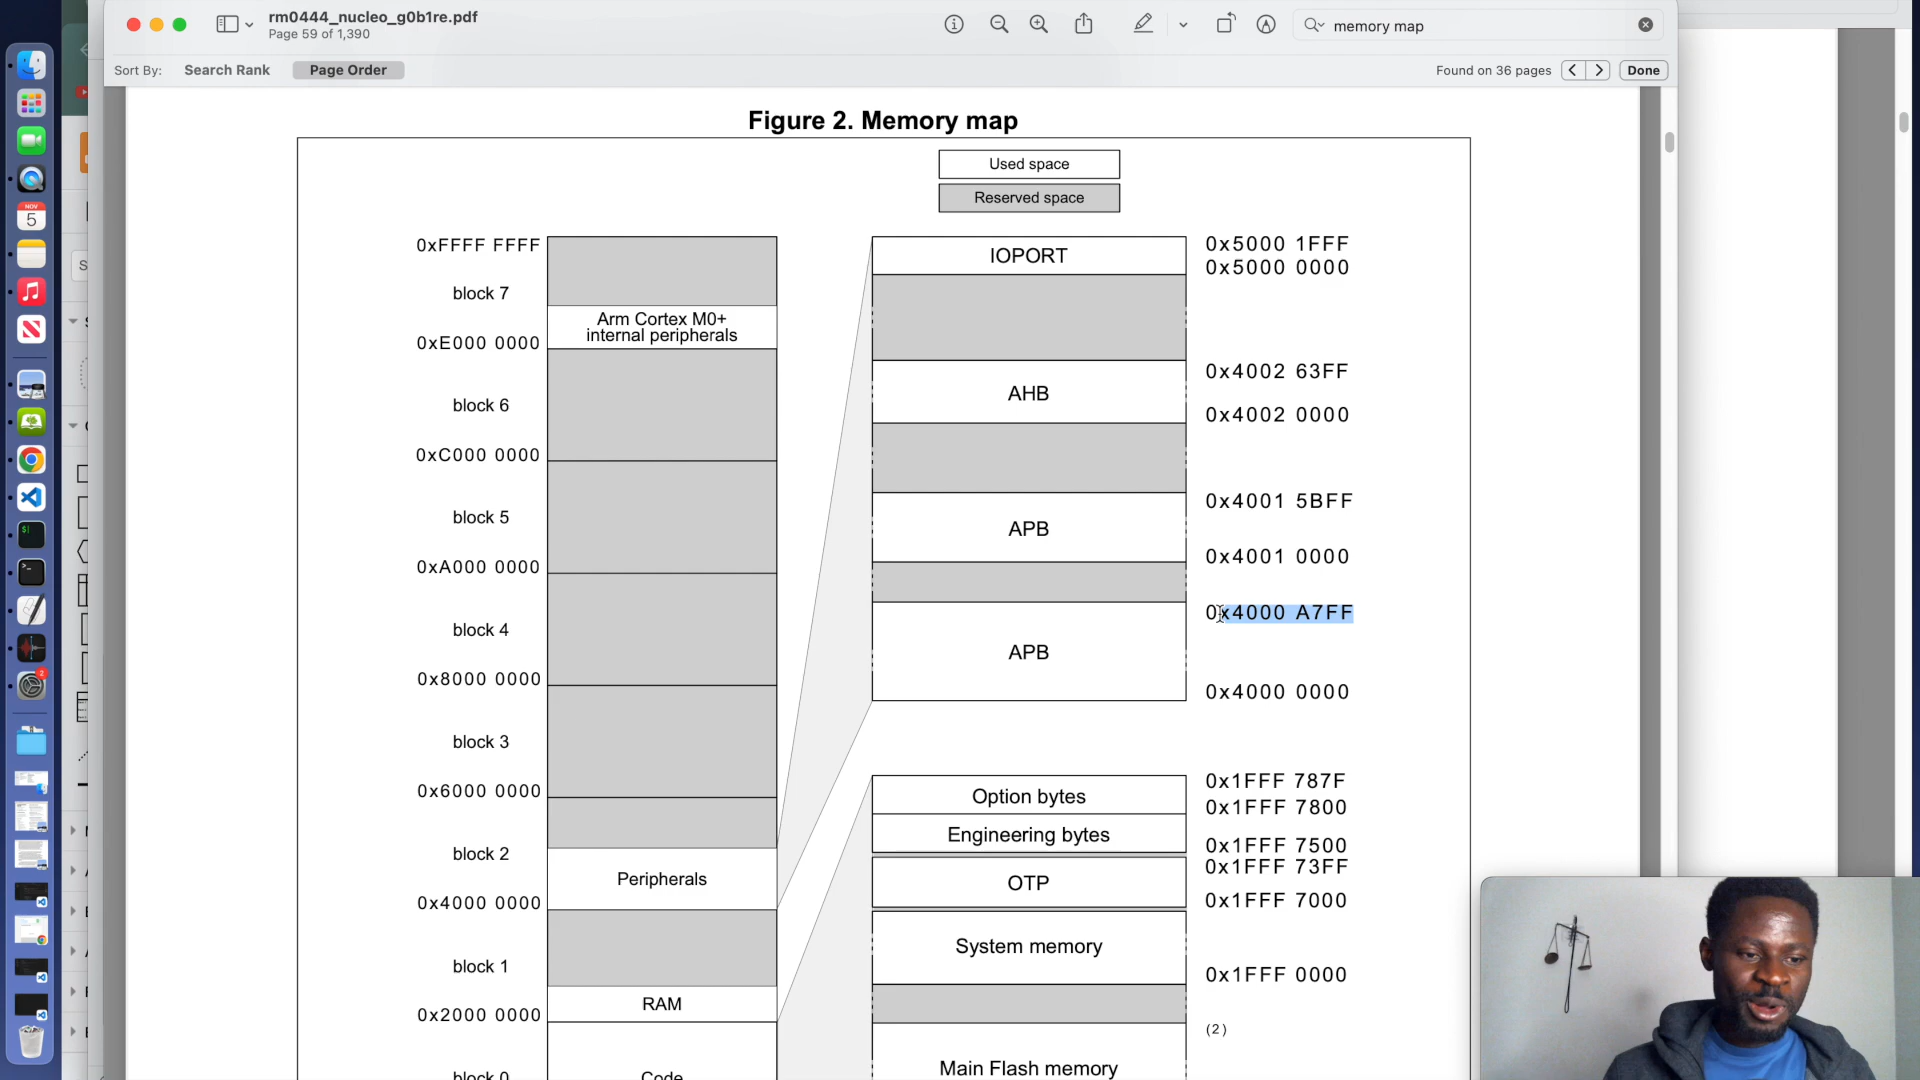 rm0444_nucleo_g0b1re.pdf
Page 59 of 1,390
memory map
Sort By:
Search Rank
Page Order
Found on 36 pages
Done
Figure 2. Memory map
Used space
Reserved space
0xFFFF FFFF
block 7
Arm Cortex M0+
internal peripherals
0xE000 0000
block 6
0xC000 0000
block 5
0xA000 0000
block 4
0x8000 0000
block 3
0x6000 0000
block 2
Peripherals
0x4000 0000
block 1
RAM
0x2000 0000
block 0
Code
IOPORT
0x5000 1FFF
0x5000 0000
AHB
0x4002 63FF
0x4002 0000
APB
0x4001 5BFF
0x4001 0000
APB
0x4000 A7FF
0x4000 0000
Option bytes
0x1FFF 787F
0x1FFF 7800
Engineering bytes
0x1FFF 7500
0x1FFF 73FF
OTP
0x1FFF 7000
System memory
0x1FFF 0000
(2)
Main Flash memory
NOV
5
2